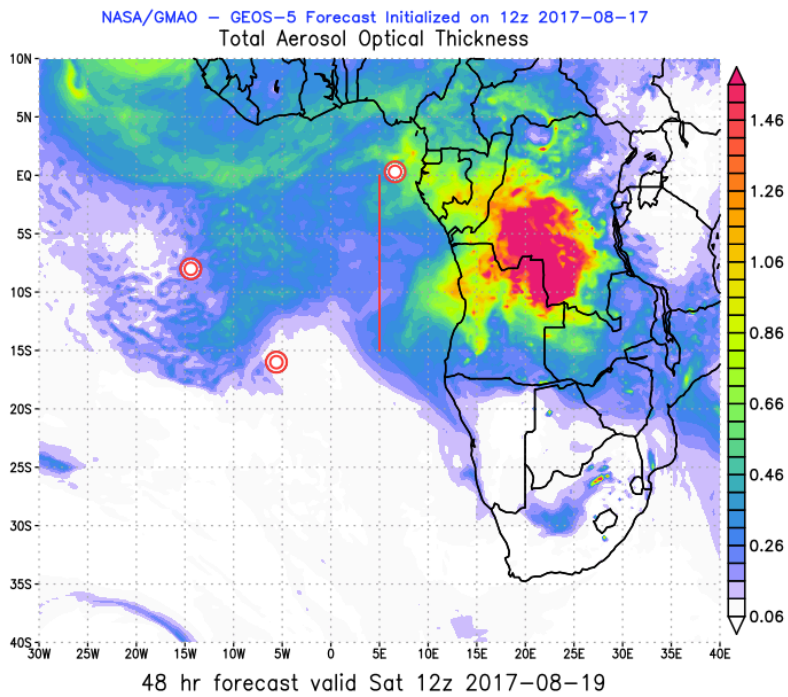 NASA/GMAO - GEOS-5 Forecast Initialized on 12z 2017-08-17
Total Aerosol Optical Thickness
10N
5N
EQ
5S
10S
15S
20S
25S
30S
35S
40S
30W 25W 20W 15W 10W 5W 0 5E 10E 15E 20E 25E 30E 35E 40E
1.46
1.26
1.06
0.86
0.66
0.46
0.26
0.06
48 hr forecast valid Sat 12z 2017-08-19